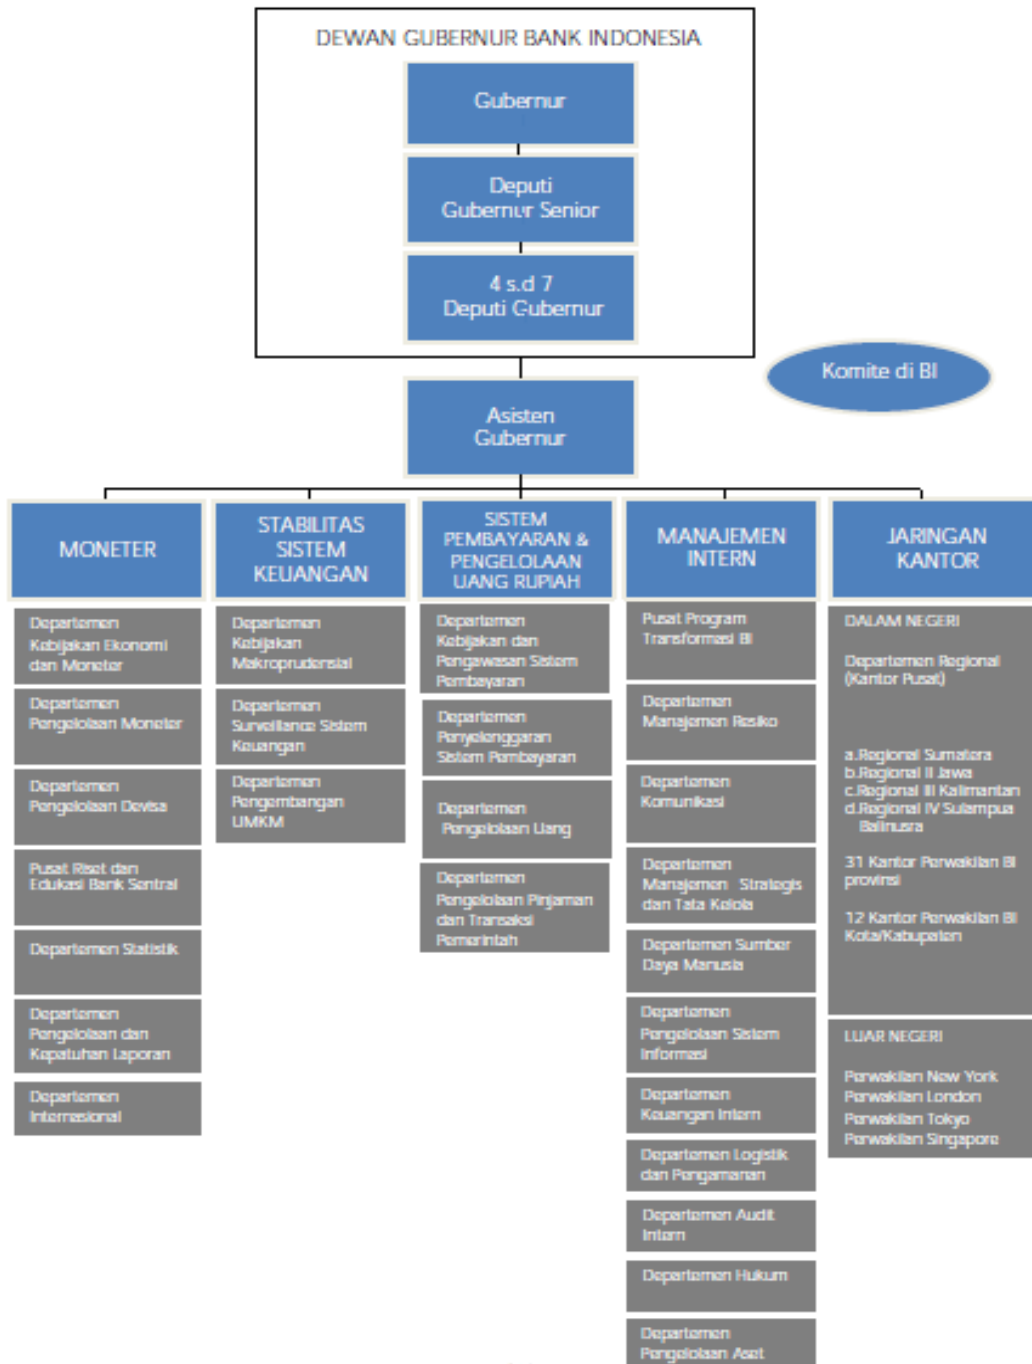 DEWAN GUBERNUR BANK INDONESIA
Gubernur
Deputi
Gubernur Senior
4 s.d 7
Deputi Gubernur
Komite di BI
Asisten
Gubernur
MONETER
Departemen
Kebijakan Ekonomi
dan Moneter
Departemen
Pengelolaan Moneter
Departemen
Pengelolaan Devisa
Pusat Riset dan
Edukasi Bank Sentral
Departemen Statistik
Departemen
Pengelolaan dan
Kepatuhan Laporan
Departemen
Internasional
STABILITAS
SISTEM
KEUANGAN
Departemen
Kebijakan
Makroprudensial
Departemen
Surveillance Sistem
Keuangan
Departemen
Pengembangan
UMKM
SISTEM
PEMBAYARAN &
PENGELOLAAN
UANG RUPIAH
Departemen
Kebijakan dan
Pengawasan Sistem
Pembayaran
Departemen
Penyelenggaran
Sistem Pembayaran
Departemen
Pengelolaan Uang
Departemen
Pengelolaan Pinjaman
dan Transaksi
Pemerintah
MANAJEMEN
INTERN
Pusat Program
Transformasi BI
Departemen
Manajemen Resiko
Departemen
Komunikasi
Departemen
Manajemen Strategis
dan Tata Kelola
Departemen Sumber
Daya Manusia
Departemen
Pengelolaan Sistem
Informasi
Departemen
Keuangan Intern
Departemen Logistik
dan Pengamanan
Departemen Audit
Intern
Departemen Hukum
Departemen
Pengelolaan Aset
JARINGAN
KANTOR
DALAM NEGERI
Departemen Regional
(Kantor Pusat)
a.Regional Sumatera
b.Regional II Jawa
c.Regional III Kalimantan
d.Regional IV Sulampua
Balinusra
31 Kantor Perwakilan BI
provinsi
12 Kantor Perwakilan BI
Kota/Kabupaten
LUAR NEGERI
Perwakilan New York
Perwakilan London
Perwakilan Tokyo
Perwakilan Singapore